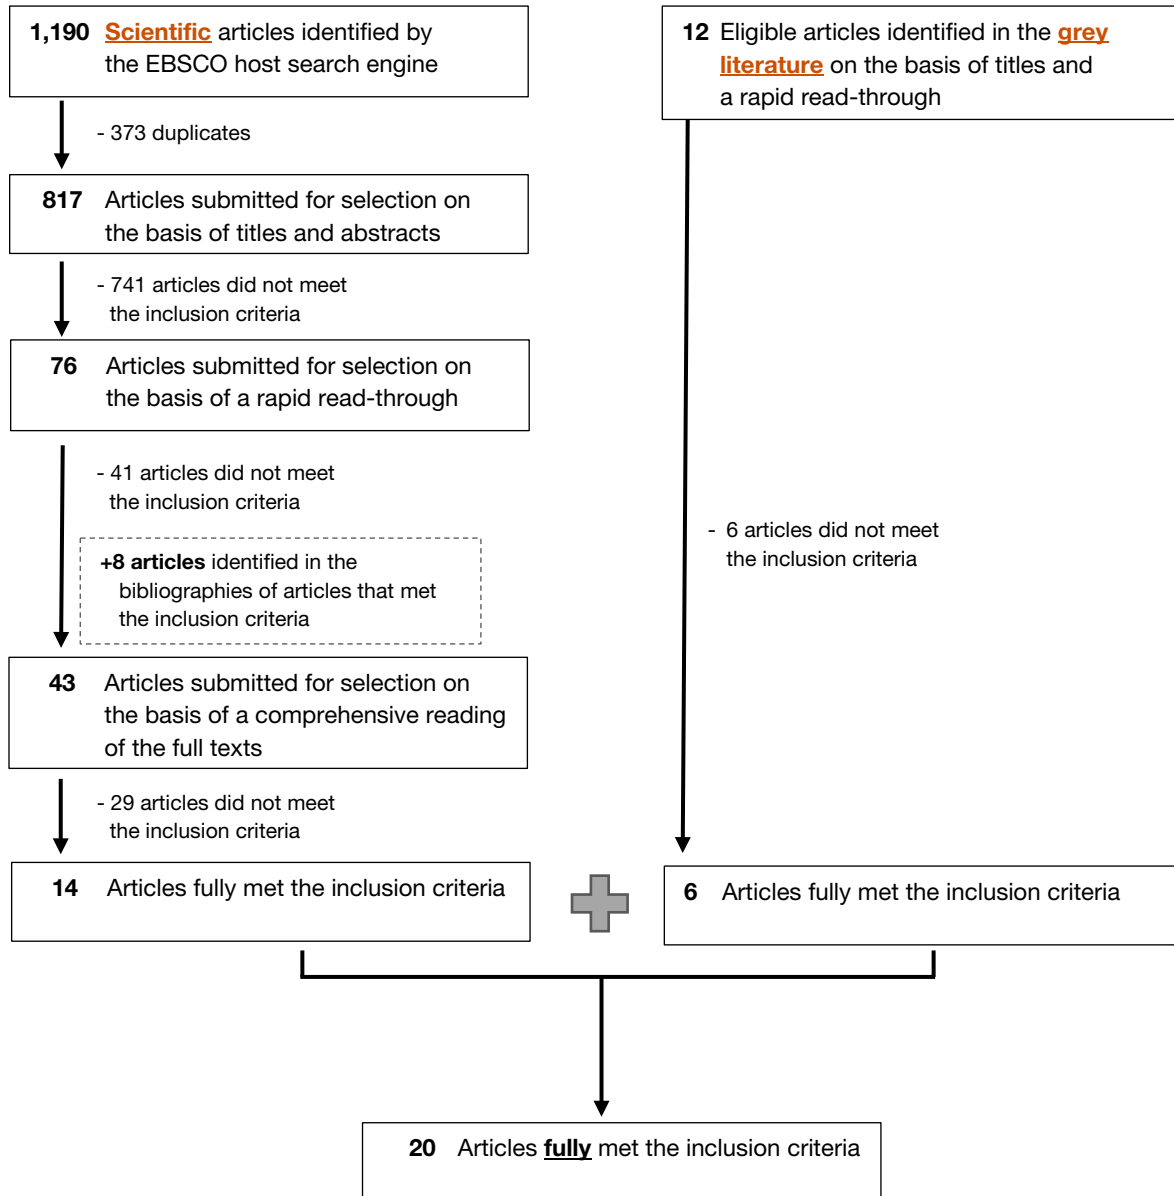 1,190 Scientific articles identified by
the EBSCO host search engine
- 373 duplicates
817 Articles submitted for selection on
the basis of titles and abstracts
- 741 articles did not meet
the inclusion criteria
76 Articles submitted for selection on
the basis of a rapid read-through
- 41 articles did not meet
the inclusion criteria
+8 articles identified in the
bibliographies of articles that met
the inclusion criteria
43 Articles submitted for selection on
the basis of a comprehensive reading
of the full texts
- 29 articles did not meet
the inclusion criteria
14 Articles fully met the inclusion criteria
12 Eligible articles identified in the grey
literature on the basis of titles and
a rapid read-through
- 6 articles did not meet
the inclusion criteria
6 Articles fully met the inclusion criteria
20 Articles fully met the inclusion criteria